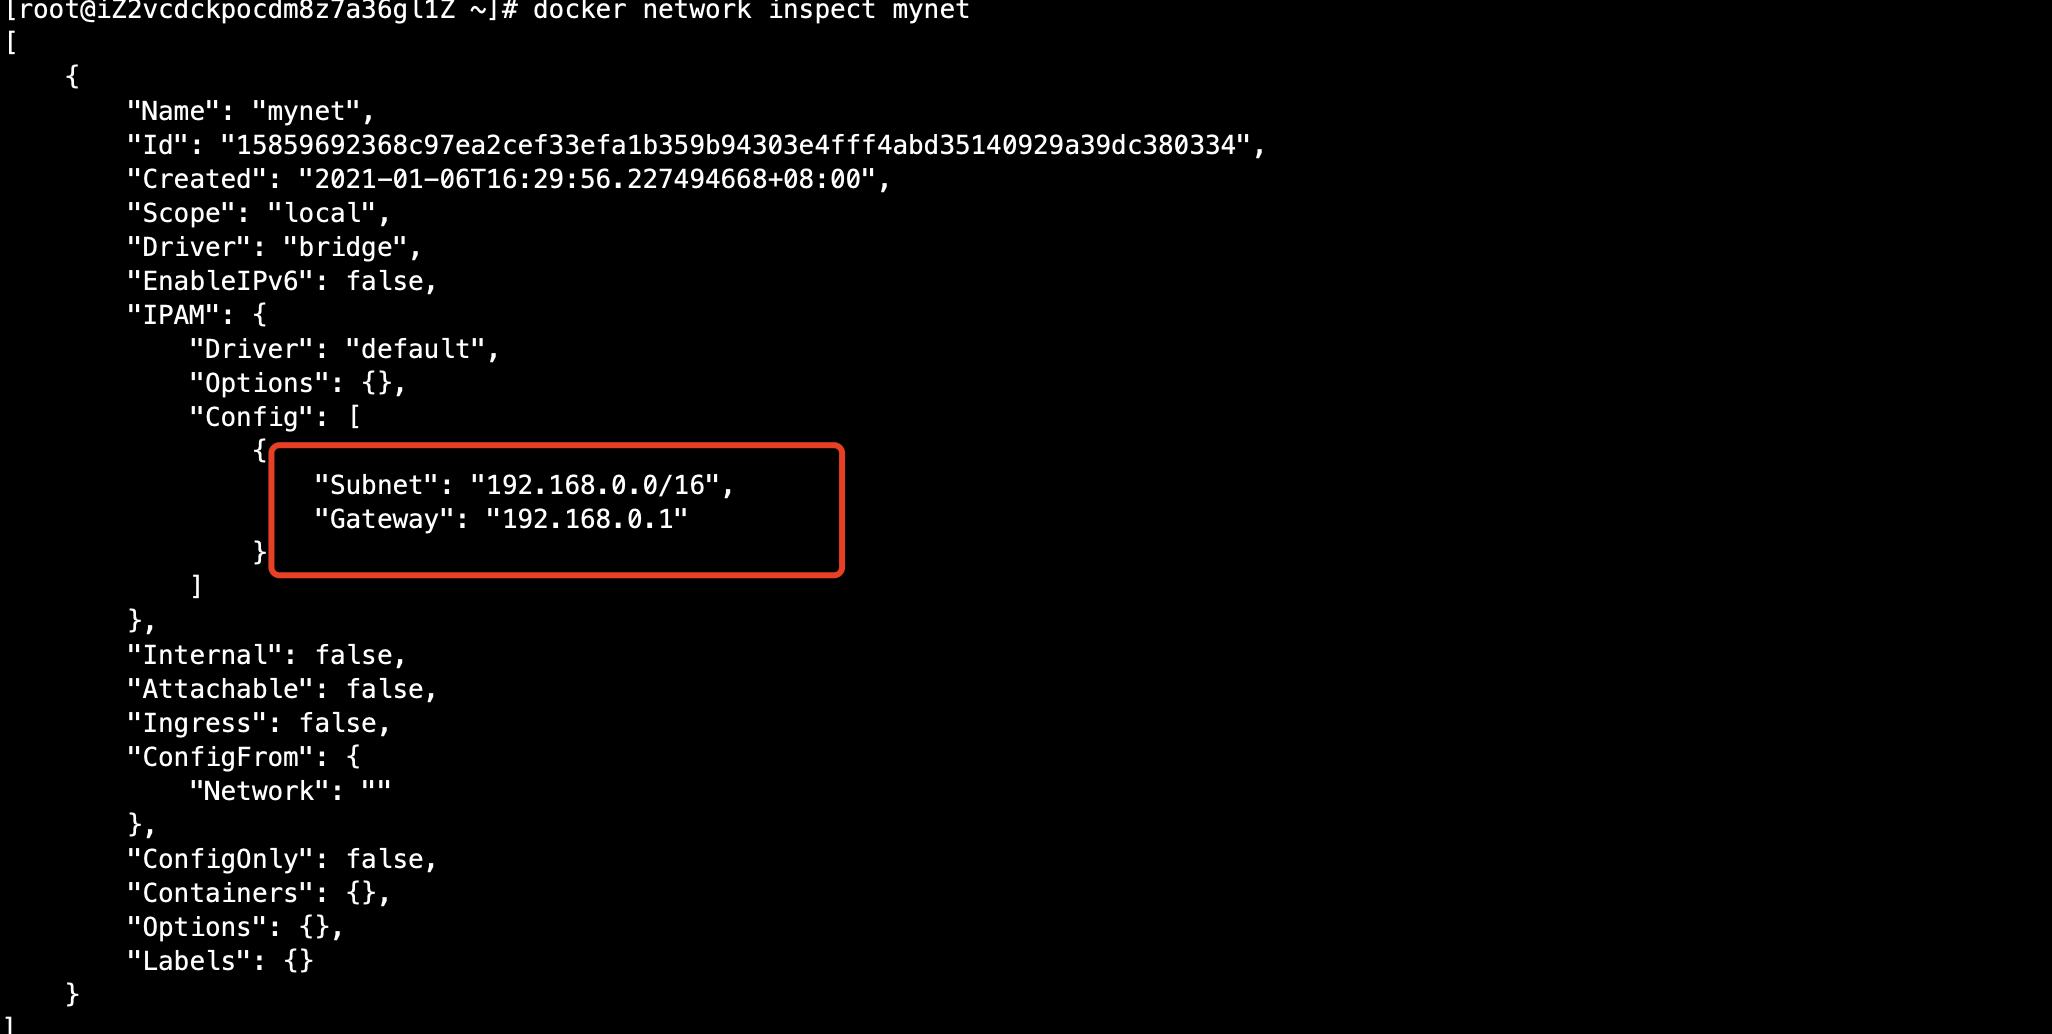 [root@iZ2vcdckpocdm8z7a36gl1Z ~]# docker network inspect mynet
[
    {
        "Name": "mynet",
        "Id": "15859692368c97ea2cef33efa1b359b94303e4fff4abd35140929a39dc380334",
        "Created": "2021-01-06T16:29:56.227494668+08:00",
        "Scope": "local",
        "Driver": "bridge",
        "EnableIPv6": false,
        "IPAM": {
            "Driver": "default",
            "Options": {},
            "Config": [
                {
                    "Subnet": "192.168.0.0/16",
                    "Gateway": "192.168.0.1"
                }
            ]
        },
        "Internal": false,
        "Attachable": false,
        "Ingress": false,
        "ConfigFrom": {
            "Network": ""
        },
        "ConfigOnly": false,
        "Containers": {},
        "Options": {},
        "Labels": {}
    }
]